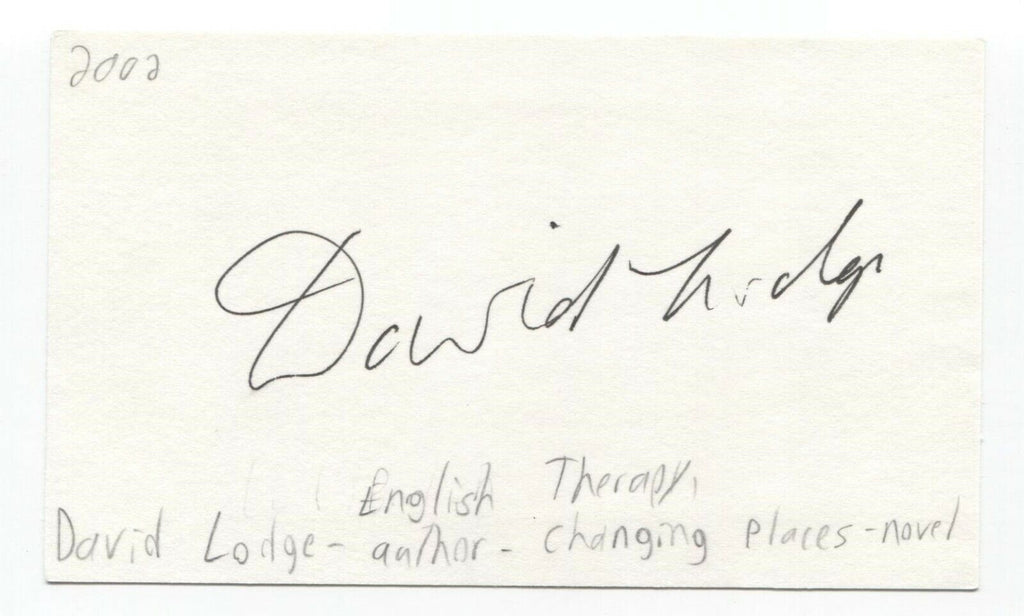 2002
David Lodge
English Therapy,
David Lodge - author - Changing places - novel